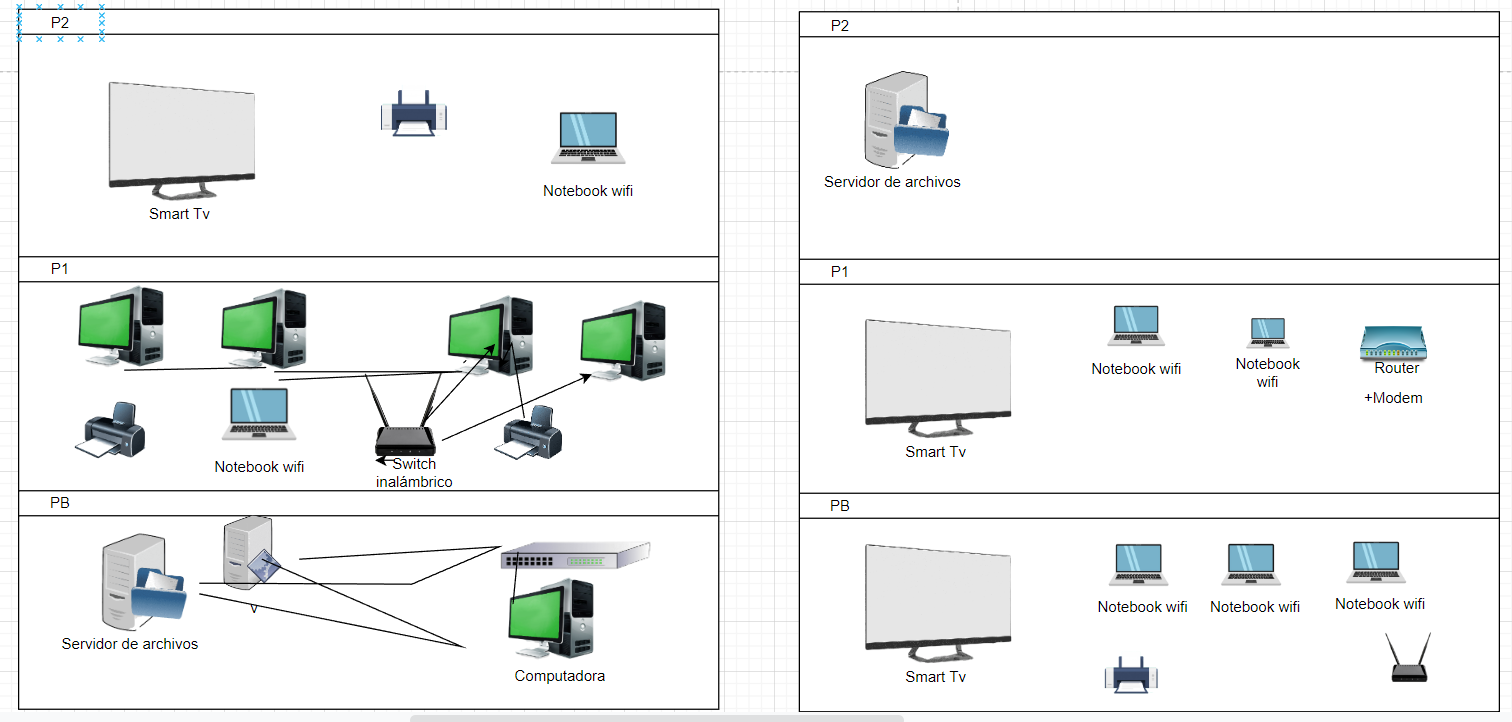 P2
Smart Tv
Notebook wifi
P1
Notebook wifi
Switch
inalámbrico
PB
V
Servidor de archivos
Computadora
P2
Servidor de archivos
P1
Notebook wifi
Notebook
wifi
Router
+Modem
Smart Tv
PB
Notebook wifi
Notebook wifi
Notebook wifi
Smart Tv